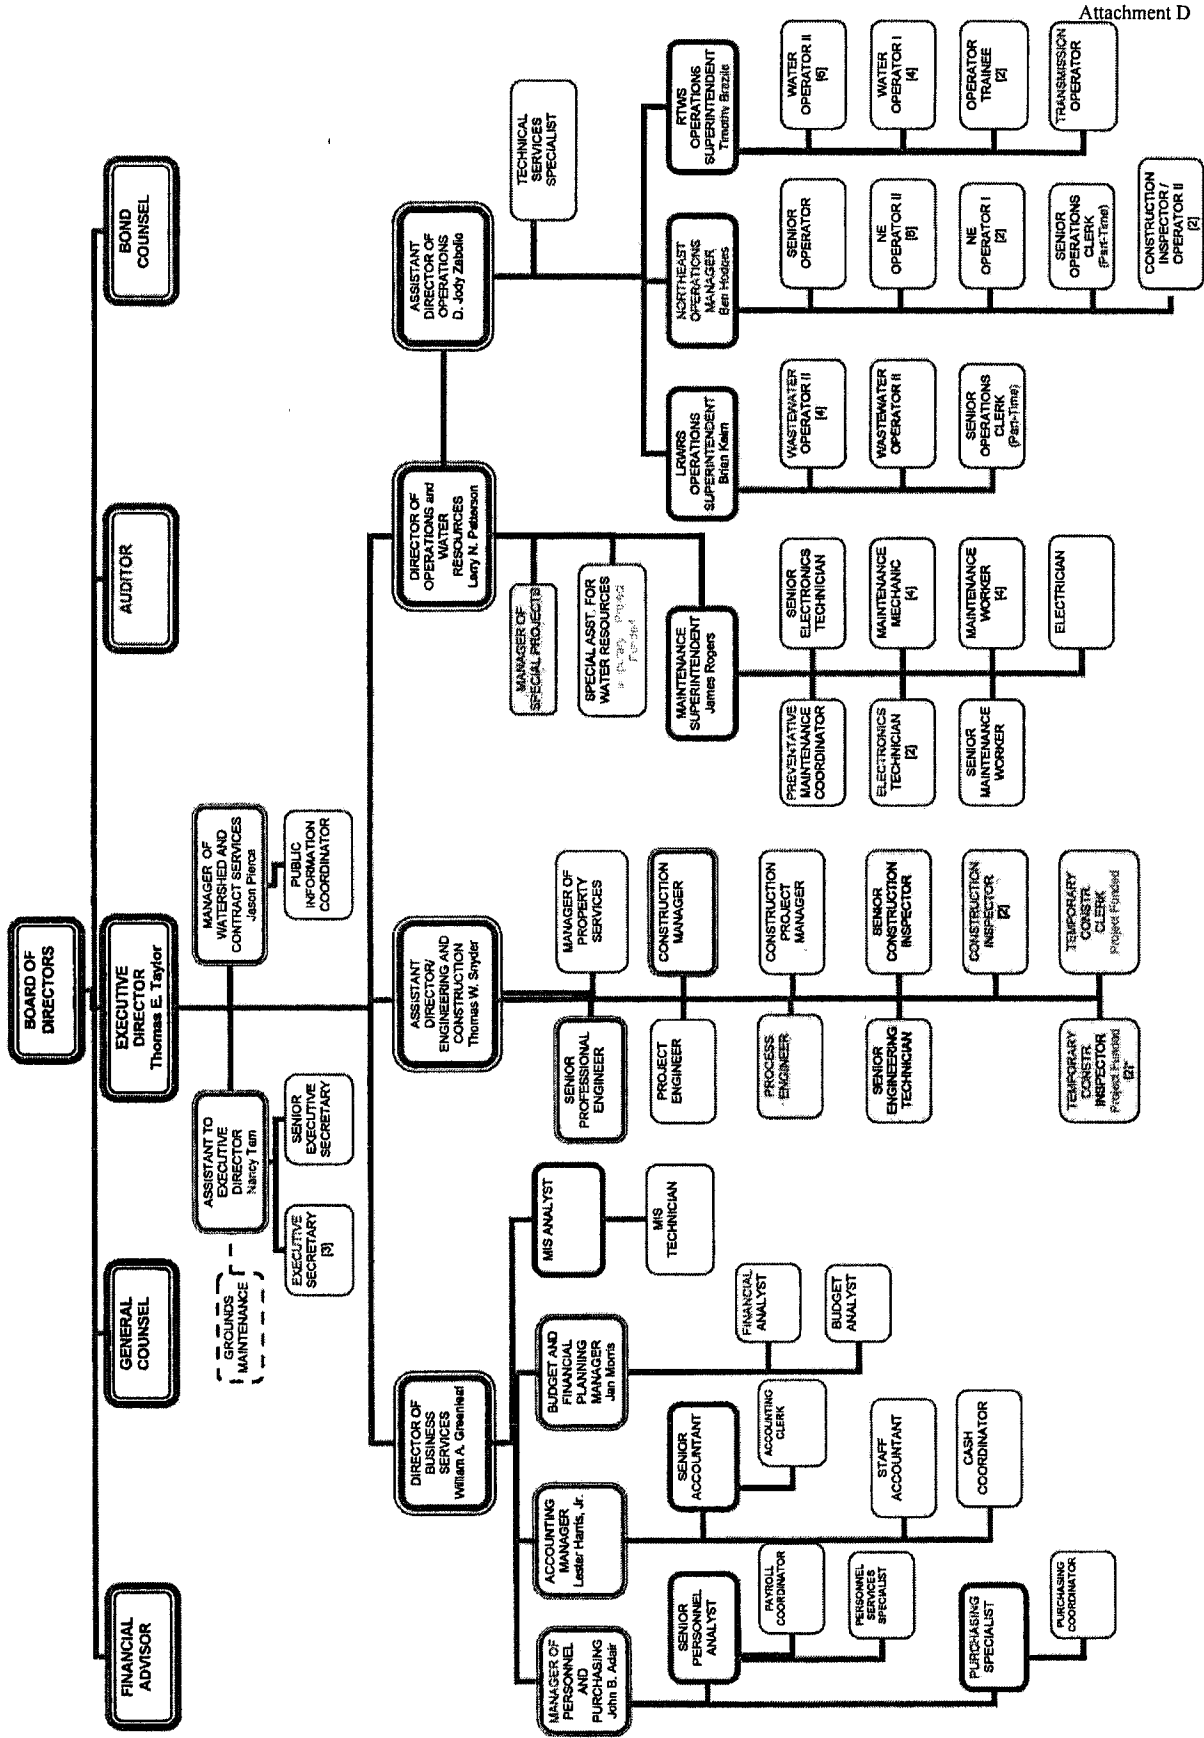 Attachment D
BOARD OF
DIRECTORS
FINANCIAL
ADVISOR
GENERAL
COUNSEL
EXECUTIVE
DIRECTOR
Thomas E. Taylor
AUDITOR
BOND
COUNSEL
GROUNDS
MAINTENANCE
ASSISTANT TO
EXECUTIVE
DIRECTOR
Nancy Tam
MANAGER OF
WATERSHED AND
CONTRACT SERVICES
Jason Pierce
EXECUTIVE
SECRETARY
[3]
SENIOR
EXECUTIVE
SECRETARY
PUBLIC
INFORMATION
COORDINATOR
DIRECTOR OF
BUSINESS
SERVICES
William A. Greenleaf
ASSISTANT
DIRECTOR/
ENGINEERING AND
CONSTRUCTION
Thomas W. Snyder
DIRECTOR OF
OPERATIONS and
WATER
RESOURCES
Larry N. Patterson
ASSISTANT
DIRECTOR OF
OPERATIONS
D. Jody Zabolio
MANAGER OF
PERSONNEL
AND
PURCHASING
John B. Adair
ACCOUNTING
MANAGER
Lester Harris, Jr.
BUDGET AND
FINANCIAL
PLANNING
MANAGER
Jan Morris
MIS ANALYST
MIS
TECHNICIAN
SENIOR
PERSONNEL
ANALYST
PAYROLL
COORDINATOR
PERSONNEL
SERVICES
SPECIALIST
PURCHASING
SPECIALIST
PURCHASING
COORDINATOR
SENIOR
ACCOUNTANT
ACCOUNTING
CLERK
STAFF
ACCOUNTANT
CASH
COORDINATOR
FINANCIAL
ANALYST
BUDGET
ANALYST
SENIOR
PROFESSIONAL
ENGINEER
MANAGER OF
PROPERTY
SERVICES
PROJECT
ENGINEER
CONSTRUCTION
MANAGER
PROCESS
ENGINEER
CONSTRUCTION
PROJECT
MANAGER
SENIOR
ENGINEERING
TECHNICIAN
SENIOR
CONSTRUCTION
INSPECTOR
CONSTRUCTION
INSPECTOR
[2]
TEMPORARY
CONSTR.
INSPECTOR
Project Funded
[2]*
TEMPORARY
CONSTR.
CLERK
Project Funded
MANAGER OF
SPECIAL PROJECTS
SPECIAL ASST. FOR
WATER RESOURCES
Project
Funded
MAINTENANCE
SUPERINTENDENT
James Rogers
PREVENTATIVE
MAINTENANCE
COORDINATOR
SENIOR
ELECTRONICS
TECHNICIAN
ELECTRONICS
TECHNICIAN
[2]
MAINTENANCE
MECHANIC
[4]
SENIOR
MAINTENANCE
WORKER
MAINTENANCE
WORKER
[4]
ELECTRICIAN
TECHNICAL
SERVICES
SPECIALIST
LRWRS
OPERATIONS
SUPERINTENDENT
Brian Keim
WASTEWATER
OPERATOR II
[4]
WASTEWATER
OPERATOR II
SENIOR
OPERATIONS
CLERK
(Part-Time)
NORTHEAST
OPERATIONS
MANAGER
Ben Hodges
SENIOR
OPERATOR
NE
OPERATOR II
NE
OPERATOR I
[2]
SENIOR
OPERATIONS
CLERK
(Part-Time)
CONSTRUCTION
INSPECTOR /
OPERATOR II
[2]
RTWS
OPERATIONS
SUPERINTENDENT
Timothy Brazile
WATER
OPERATOR II
[6]
WATER
OPERATOR I
[4]
OPERATOR
TRAINEE
[2]
TRANSMISSION
OPERATOR